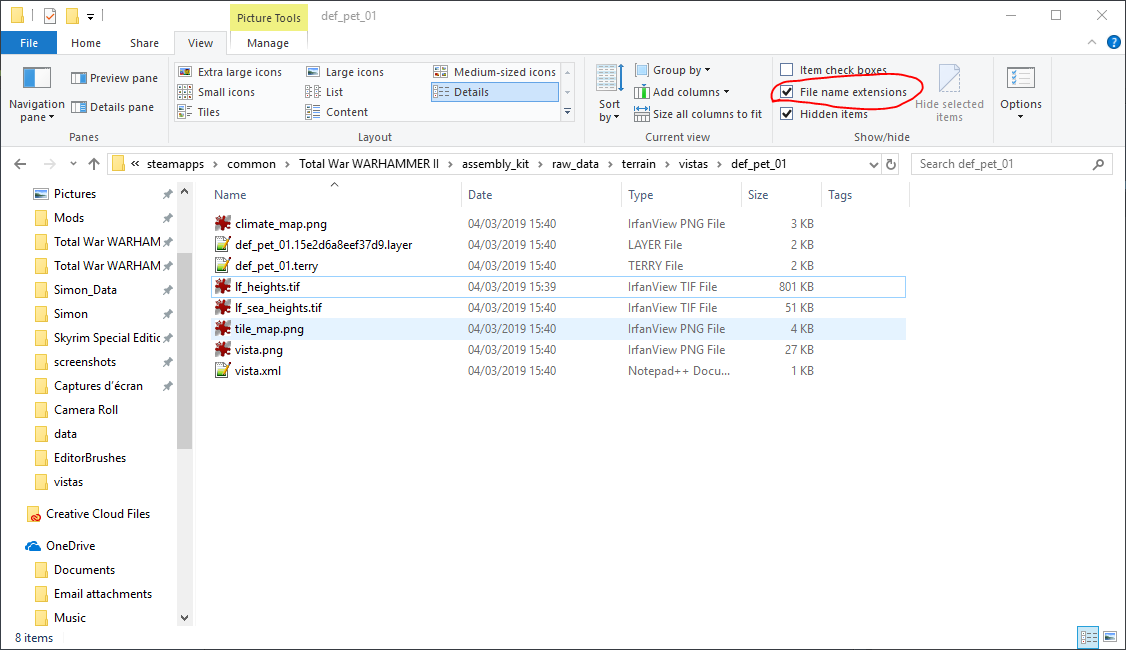 Picture Tools def_pet_01
File Home Share View Manage
Navigation pane
Preview pane
Details pane
Panes
Extra large icons Large icons Medium-sized icons
Small icons List Details
Tiles Content
Layout
Sort by
Group by
Add columns
Size all columns to fit
Current view
Item check boxes
File name extensions
Hidden items
Hide selected items
Show/hide
Options
« steamapps > common > Total War WARHAMMER II > assembly_kit > raw_data > terrain > vistas > def_pet_01
Search def_pet_01
Pictures
Mods
Total War WARHAM
Total War WARHAM
Simon_Data
Simon
Skyrim Special Editic
screenshots
Captures d'écran
Camera Roll
data
EditorBrushes
vistas
Creative Cloud Files
OneDrive
Documents
Email attachments
Music
Name Date Type Size Tags
climate_map.png 04/03/2019 15:40 IrfanView PNG File 3 KB
def_pet_01.15e2d6a8eef37d9.layer 04/03/2019 15:40 LAYER File 2 KB
def_pet_01.terry 04/03/2019 15:40 TERRY File 2 KB
lf_heights.tif 04/03/2019 15:39 IrfanView TIF File 801 KB
lf_sea_heights.tif 04/03/2019 15:40 IrfanView TIF File 51 KB
tile_map.png 04/03/2019 15:40 IrfanView PNG File 4 KB
vista.png 04/03/2019 15:40 IrfanView PNG File 27 KB
vista.xml 04/03/2019 15:40 Notepad++ Docu... 1 KB
8 items